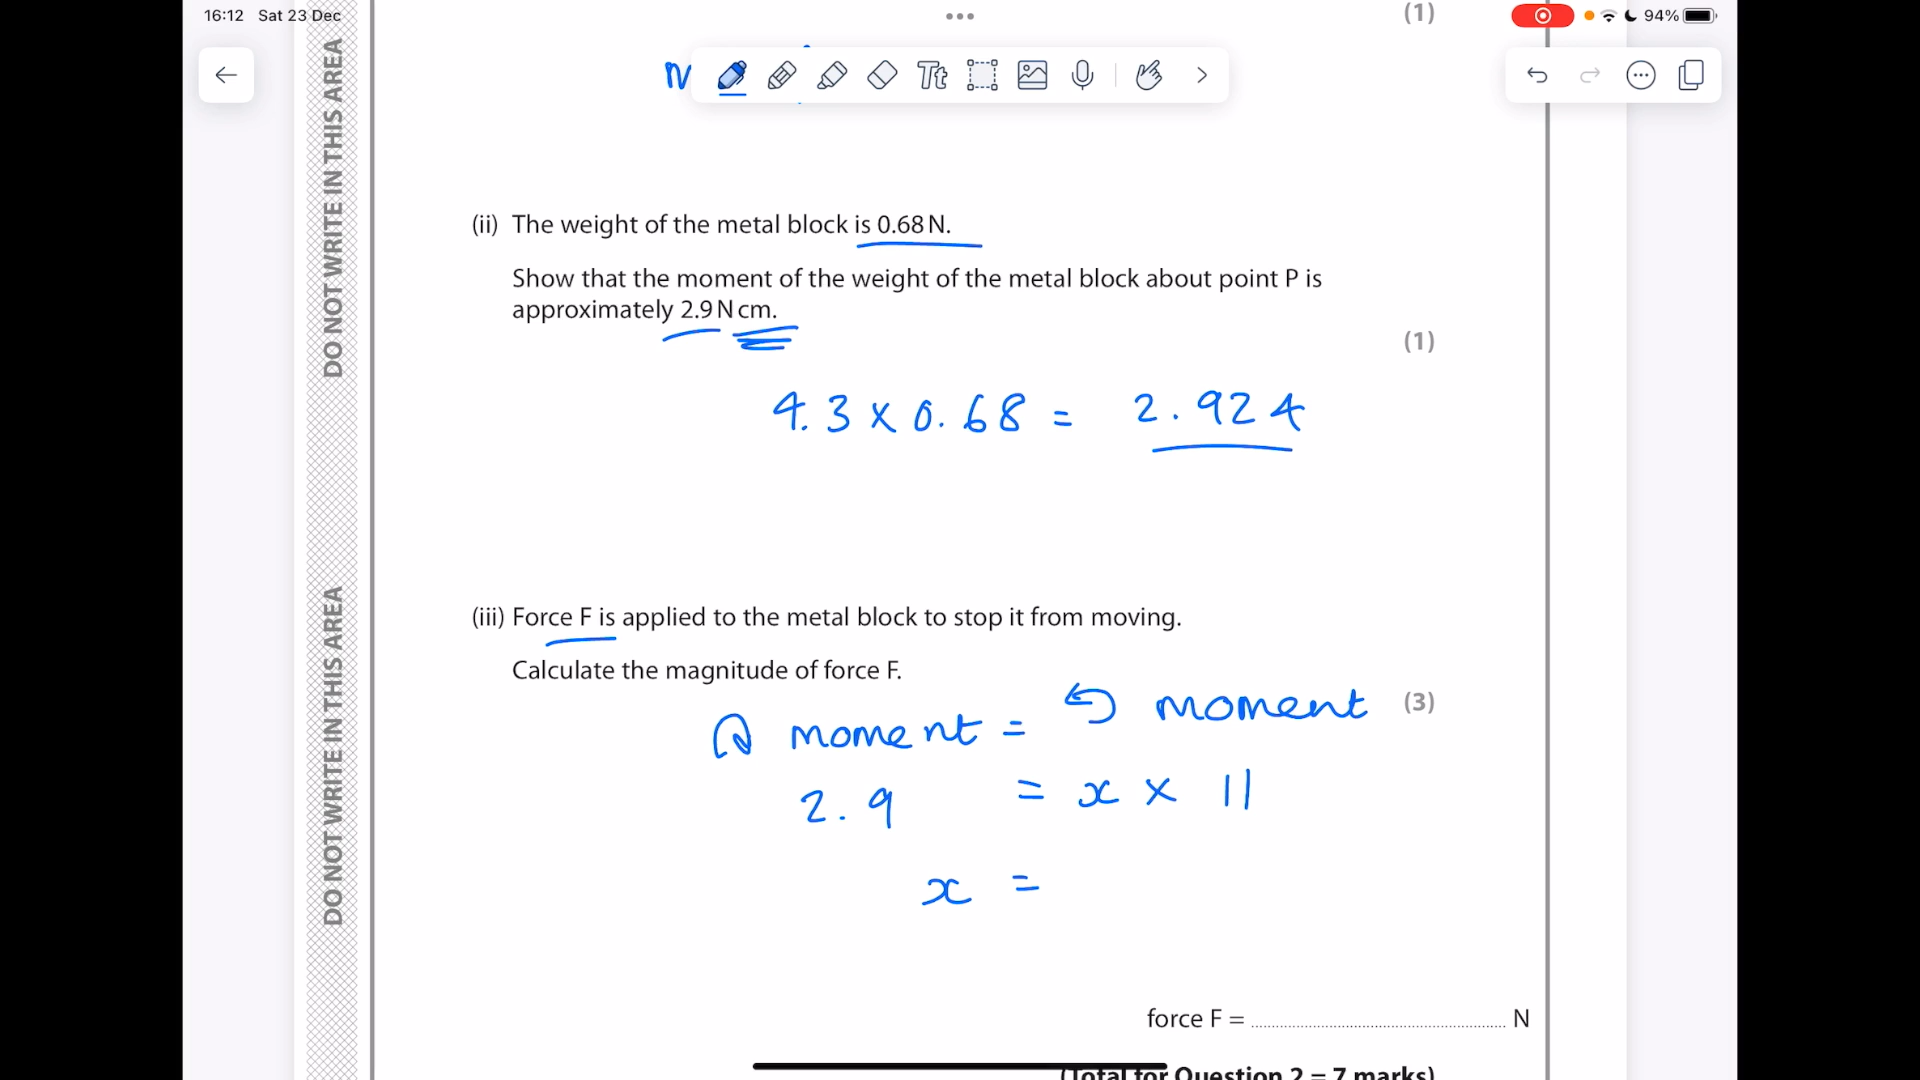 16:12 Sat 23 Dec
94%
(1)
Tt
DO NOT WRITE IN THIS AREA
(ii) The weight of the metal block is 0.68 N.
Show that the moment of the weight of the metal block about point P is
approximately 2.9 N cm.
(1)
4.3 × 0.68 = 2.924
DO NOT WRITE IN THIS AREA
(iii) Force F is applied to the metal block to stop it from moving.
Calculate the magnitude of force F.
(3)
moment = moment
2.9 = x × 11
x =
force F = ........................................ N
(Total for Question 2 = 7 marks)